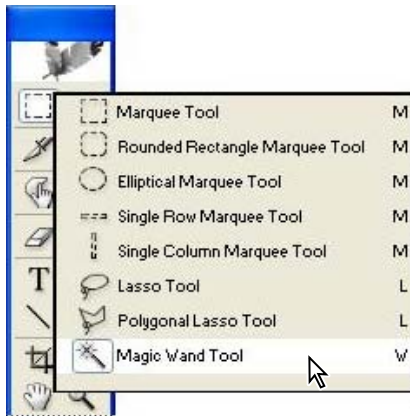 Marquee Tool M
Rounded Rectangle Marquee Tool M
Elliptical Marquee Tool M
Single Row Marquee Tool M
Single Column Marquee Tool M
Lasso Tool L
Polygonal Lasso Tool L
T
Magic Wand Tool W